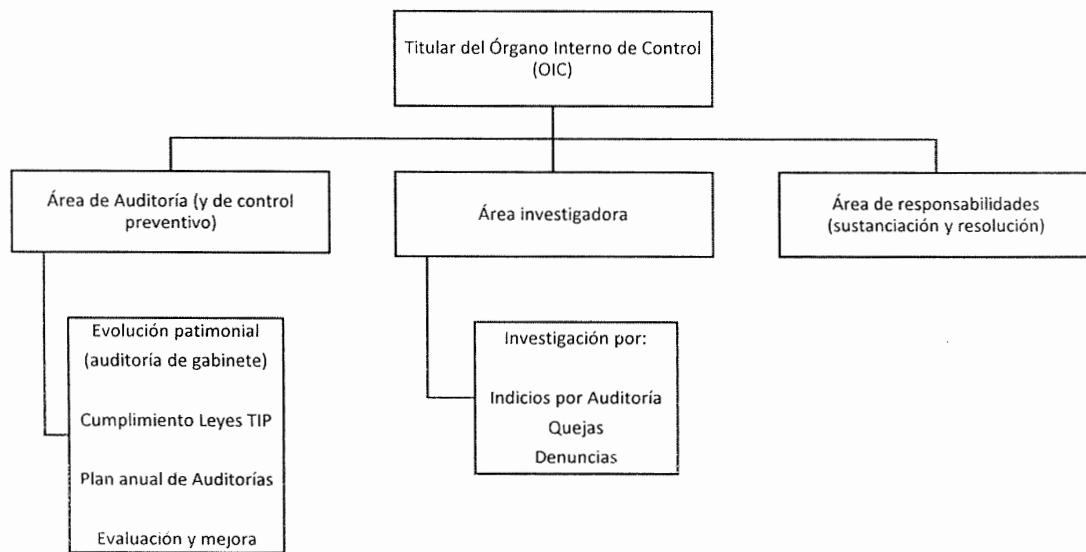 Titular del Órgano Interno de Control
(OIC)
Área de Auditoría (y de control
preventivo)
Área investigadora
Área de responsabilidades
(sustanciación y resolución)
Evolución patrimonial
(auditoría de gabinete)
Cumplimiento Leyes TIP
Plan anual de Auditorías
Evaluación y mejora
Investigación por:
Indicios por Auditoría
Quejas
Denuncias